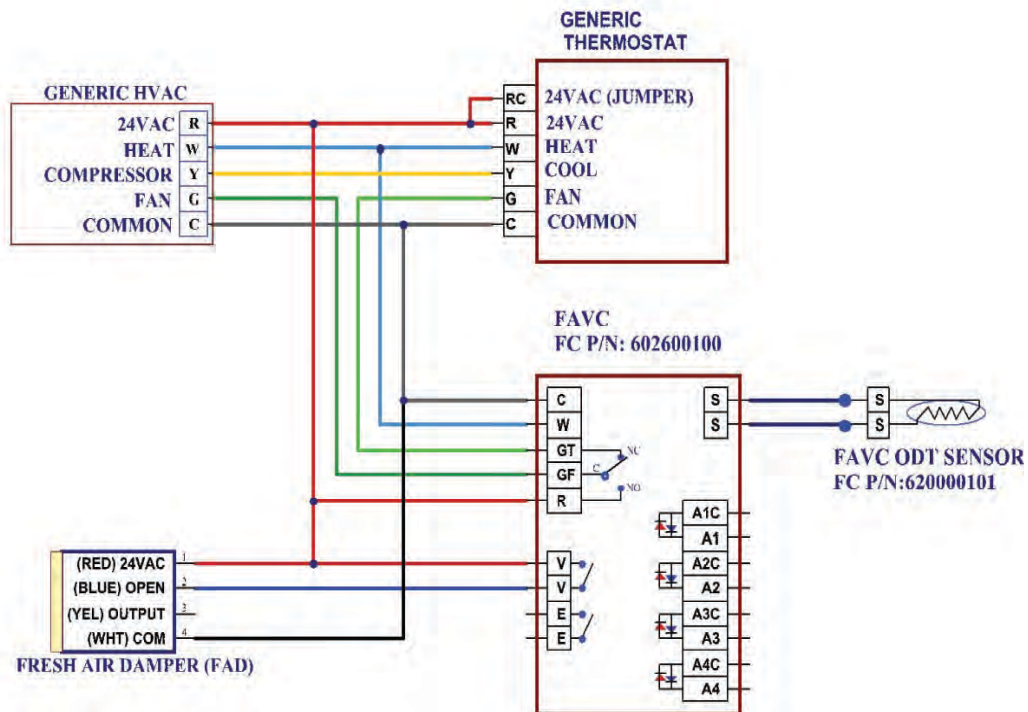 GENERIC
THERMOSTAT
GENERIC HVAC
24VAC R
HEAT W
COMPRESSOR Y
FAN G
COMMON C
RC 24VAC (JUMPER)
R 24VAC
W HEAT
Y COOL
G FAN
C COMMON
FAVC
FC P/N: 602600100
C
W
GT
GF
R
NC
C
NO
S
S
S
S
FAVC ODT SENSOR
FC P/N:620000101
V
V
E
E
A1C
A1
A2C
A2
A3C
A3
A4C
A4
(RED) 24VAC 1
(BLUE) OPEN 2
(YEL) OUTPUT 3
(WHT) COM 4
FRESH AIR DAMPER (FAD)